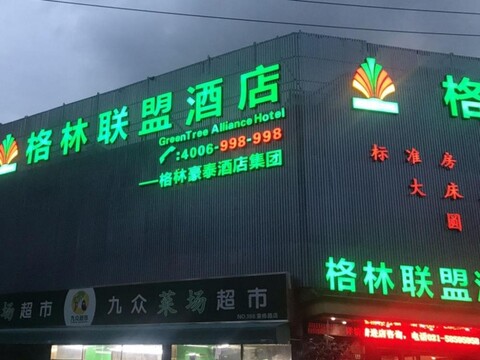 格林联盟酒店
GreenTree Alliance Hotel
:4006-998-998
——格林豪泰酒店集团
格
标准房
大床
圆
格林联盟酒
场超市
九众菜场超市